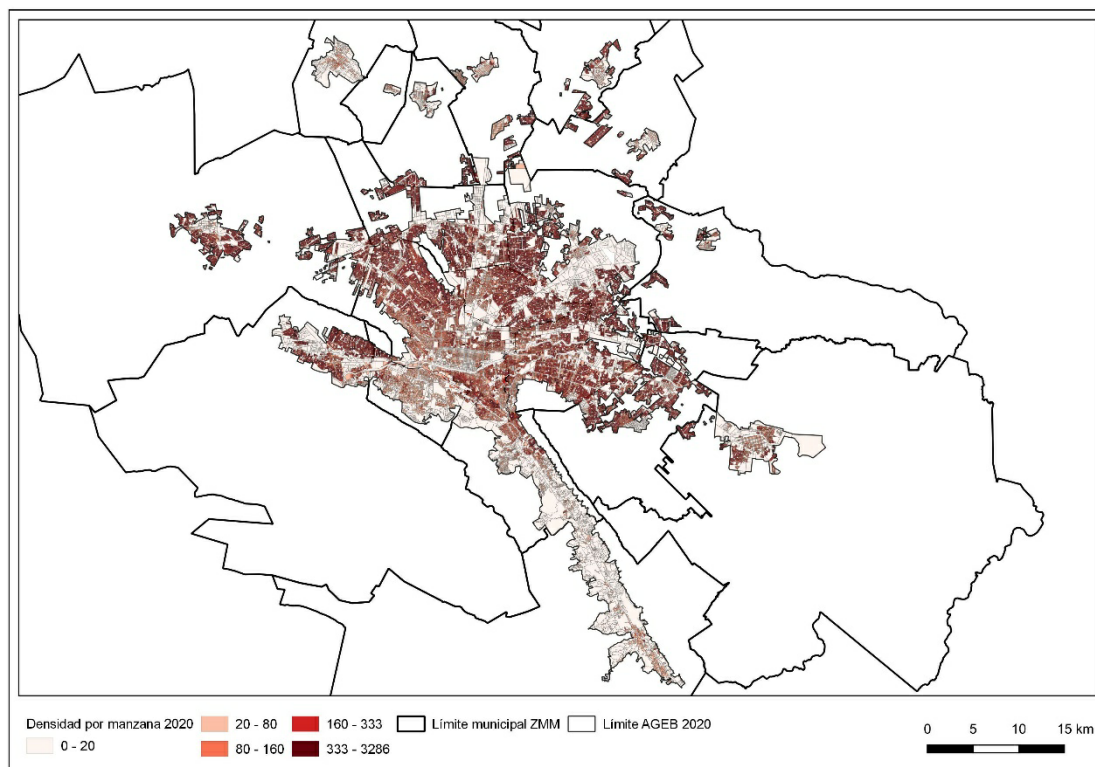 Densidad por manzana 2020
0 - 20
20 - 80
80 - 160
160 - 333
333 - 3286
Límite municipal ZMM
Límite AGEB 2020
0 5 10 15 km